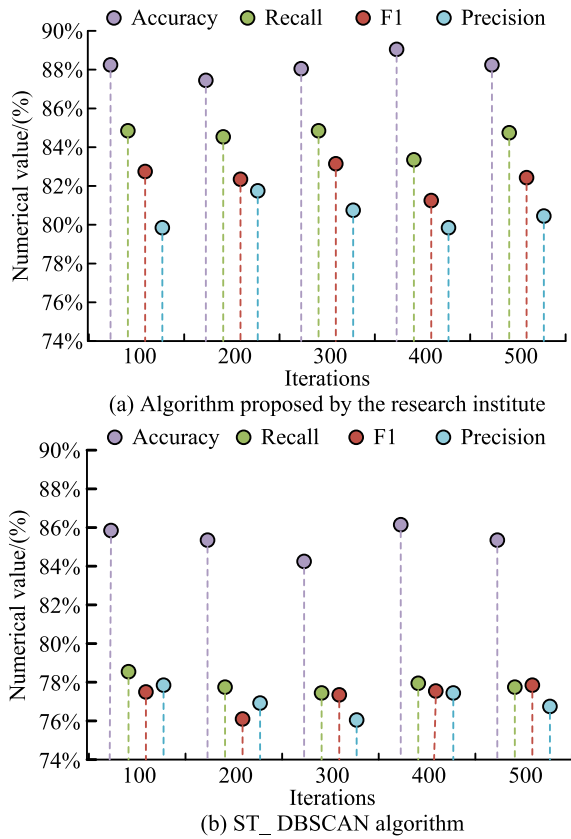 Accuracy Recall F1 Precision
90%
88%
86%
84%
82%
80%
78%
76%
74%
Numerical value/(%)
100 200 300 400 500
Iterations
(a) Algorithm proposed by the research institute
Accuracy Recall F1 Precision
90%
88%
86%
84%
82%
80%
78%
76%
74%
Numerical value/(%)
100 200 300 400 500
Iterations
(b) ST_ DBSCAN algorithm